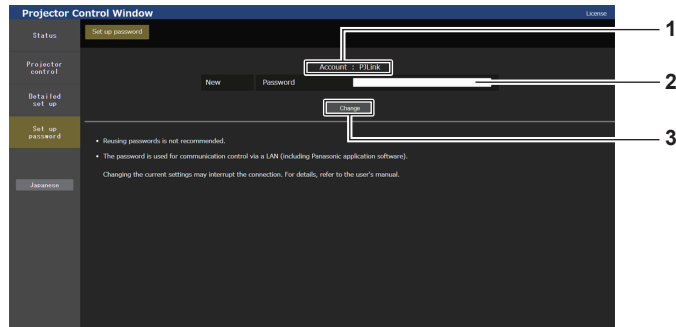 Projector Control Window
License
Status
Set up password
1
Projector
control
Account : PJLink
New Password
2
Detailed
set up
Change
Set up
password
3
• Reusing passwords is not recommended.
• The password is used for communication control via a LAN (including Panasonic application software).
Changing the current settings may interrupt the connection. For details, refer to the user's manual.
Japanese